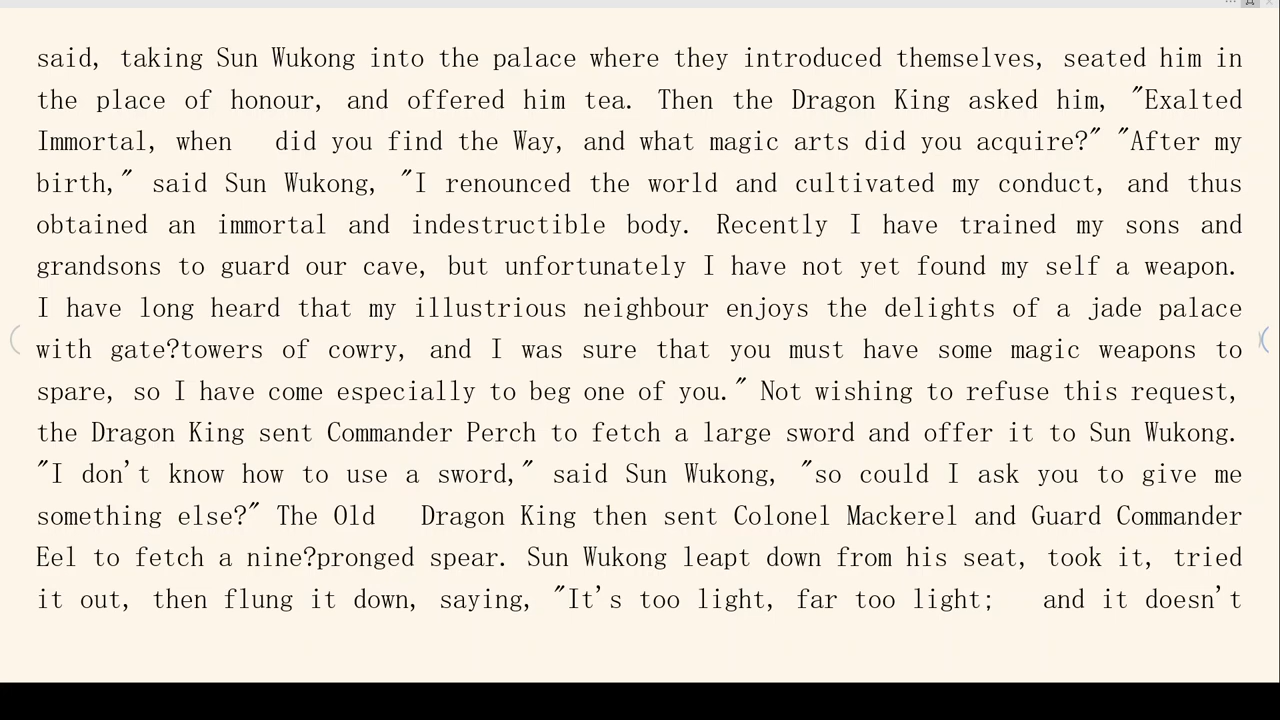 said, taking Sun Wukong into the palace where they introduced themselves, seated him in
the place of honour, and offered him tea. Then the Dragon King asked him, "Exalted
Immortal, when   did you find the Way, and what magic arts did you acquire?" "After my
birth," said Sun Wukong, "I renounced the world and cultivated my conduct, and thus
obtained an immortal and indestructible body. Recently I have trained my sons and
grandsons to guard our cave, but unfortunately I have not yet found my self a weapon.
I have long heard that my illustrious neighbour enjoys the delights of a jade palace
with gate?towers of cowry, and I was sure that you must have some magic weapons to
spare, so I have come especially to beg one of you." Not wishing to refuse this request,
the Dragon King sent Commander Perch to fetch a large sword and offer it to Sun Wukong.
"I don't know how to use a sword," said Sun Wukong, "so could I ask you to give me
something else?" The Old   Dragon King then sent Colonel Mackerel and Guard Commander
Eel to fetch a nine?pronged spear. Sun Wukong leapt down from his seat, took it, tried
it out, then flung it down, saying, "It's too light, far too light;   and it doesn't